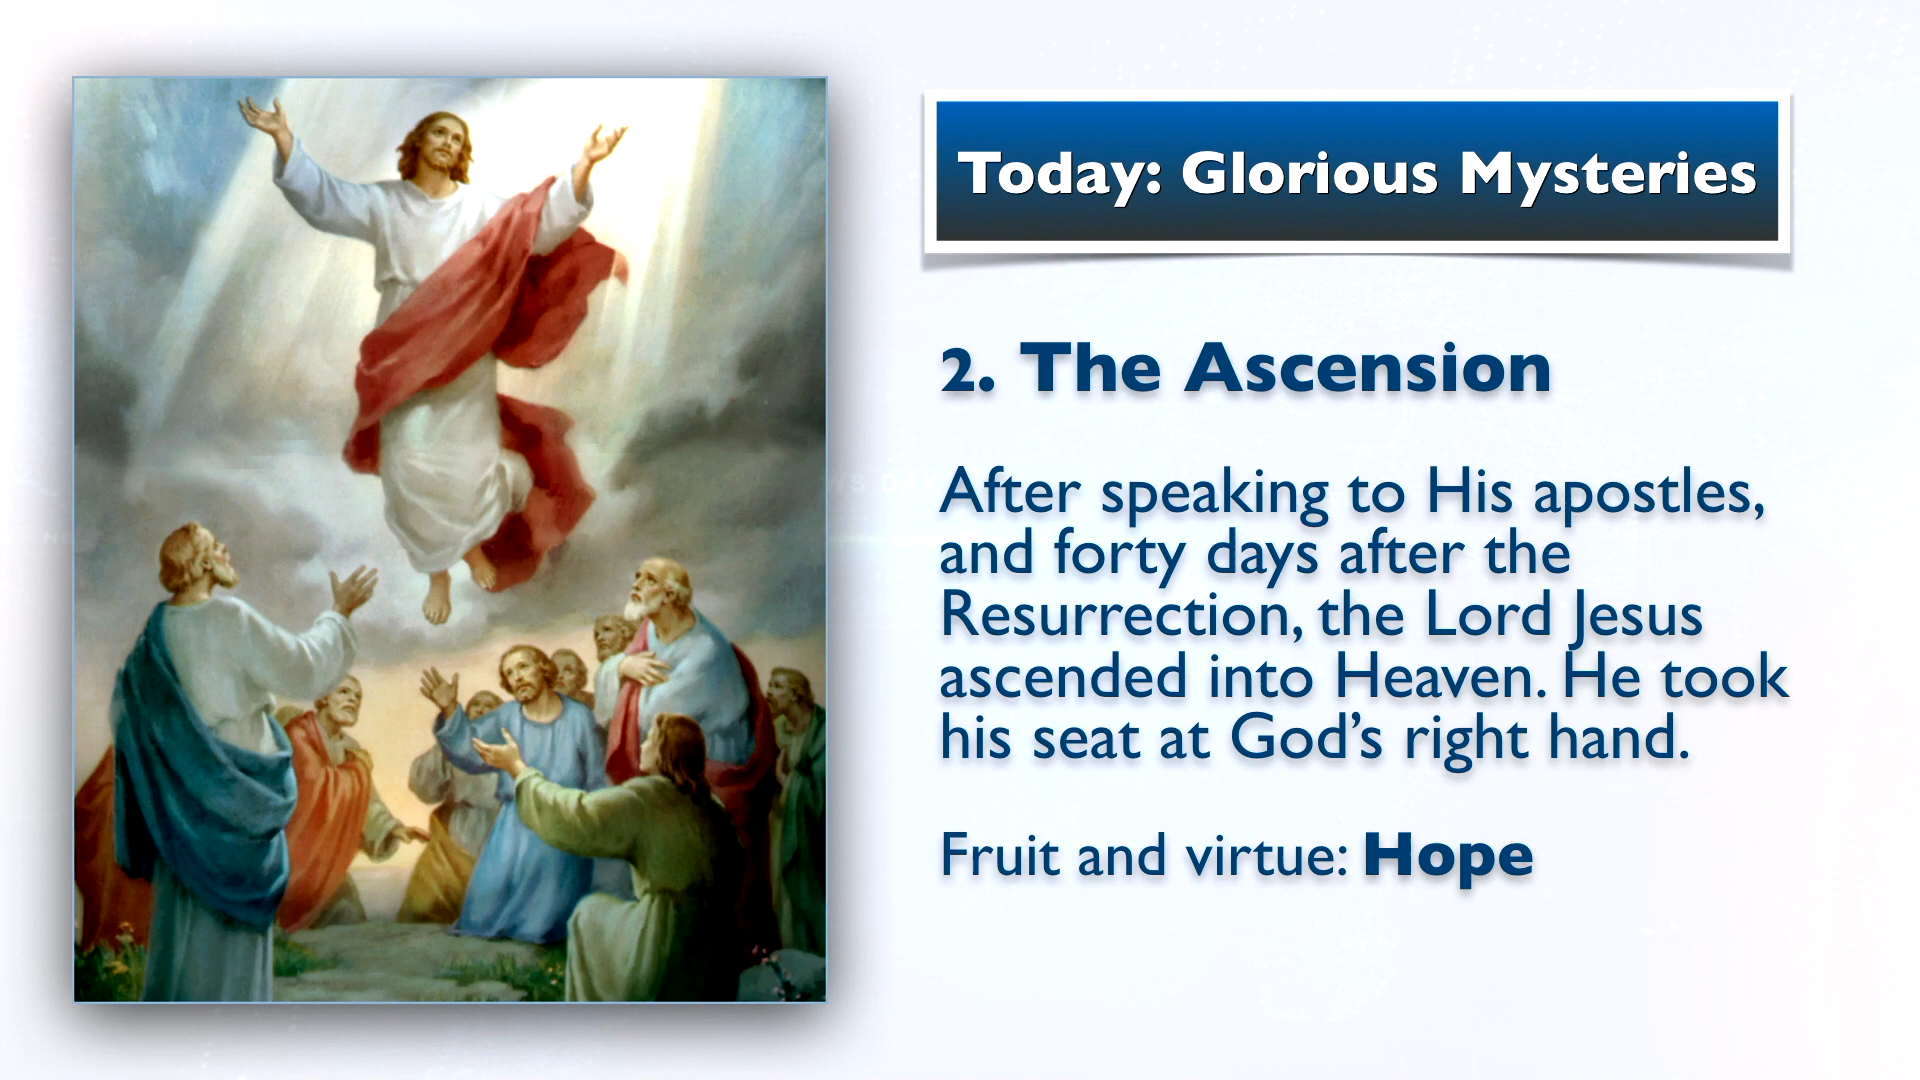 Today: Glorious Mysteries
2. The Ascension
After speaking to His apostles,
and forty days after the
Resurrection, the Lord Jesus
ascended into Heaven. He took
his seat at God’s right hand.
Fruit and virtue: Hope